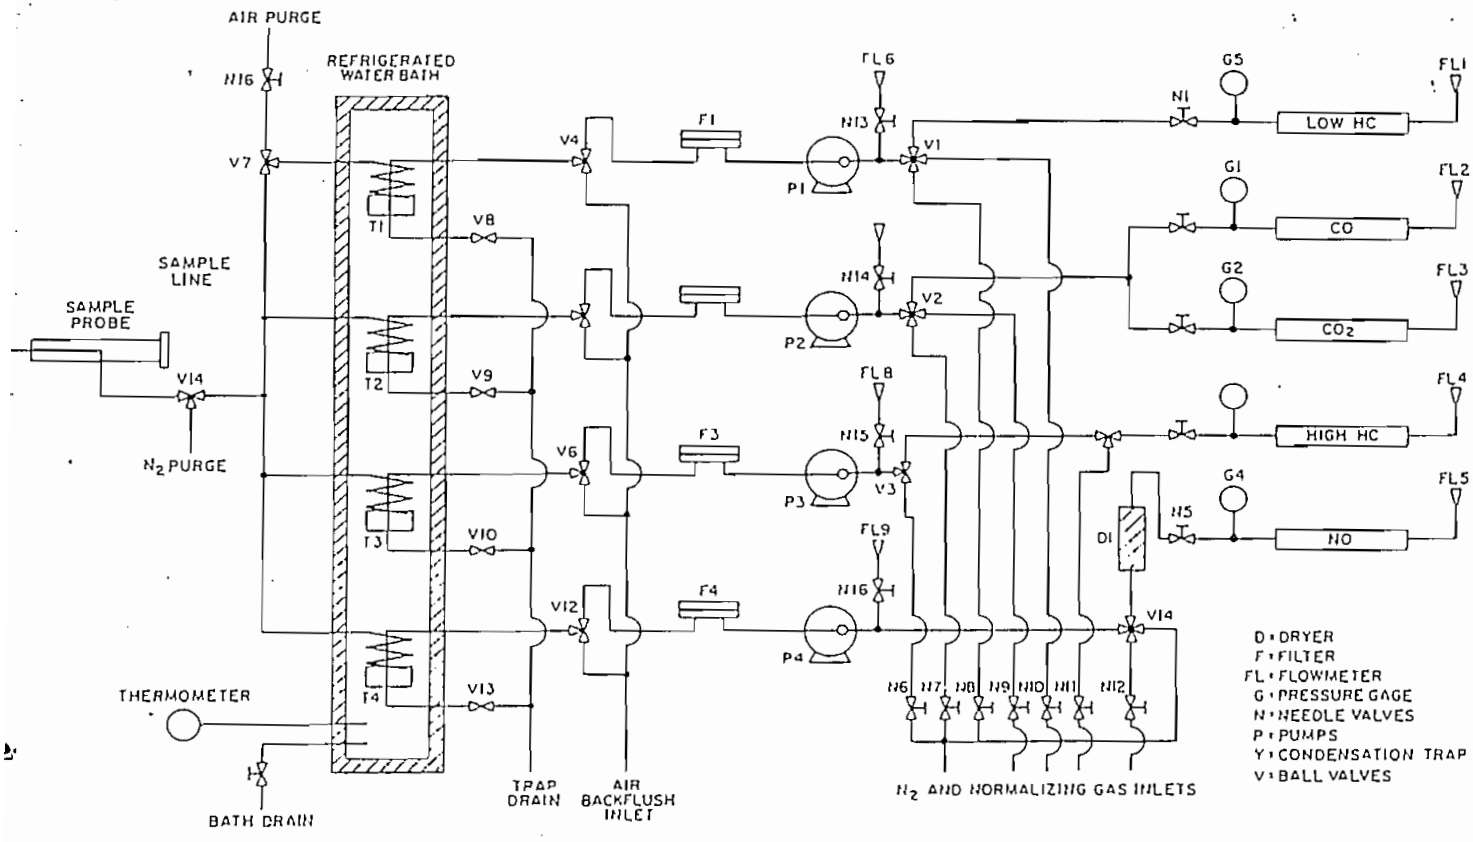 AIR PURGE
N16
REFRIGERATED
WATER BATH
V7
V4
F1
FL6
N13
P1
V1
N1
G5
LOW HC
FL1
T1
V8
SAMPLE
LINE
SAMPLE
PROBE
V14
N2 PURGE
N14
P2
V2
G1
CO
FL2
G2
CO2
FL3
T2
V9
V6
F3
FL8
N15
P3
V3
HIGH HC
FL4
T3
V10
G4
N5
NO
FL5
D1
V12
F4
FL9
N16
P4
V14
T4
V13
THERMOMETER
BATH DRAIN
TRAP
DRAIN
AIR
BACKFLUSH
INLET
N6 N7 N8 N9 N10 N11 N12
N2 AND NORMALIZING GAS INLETS
D = DRYER
F = FILTER
FL = FLOWMETER
G = PRESSURE GAGE
N = NEEDLE VALVES
P = PUMPS
Y = CONDENSATION TRAP
V = BALL VALVES